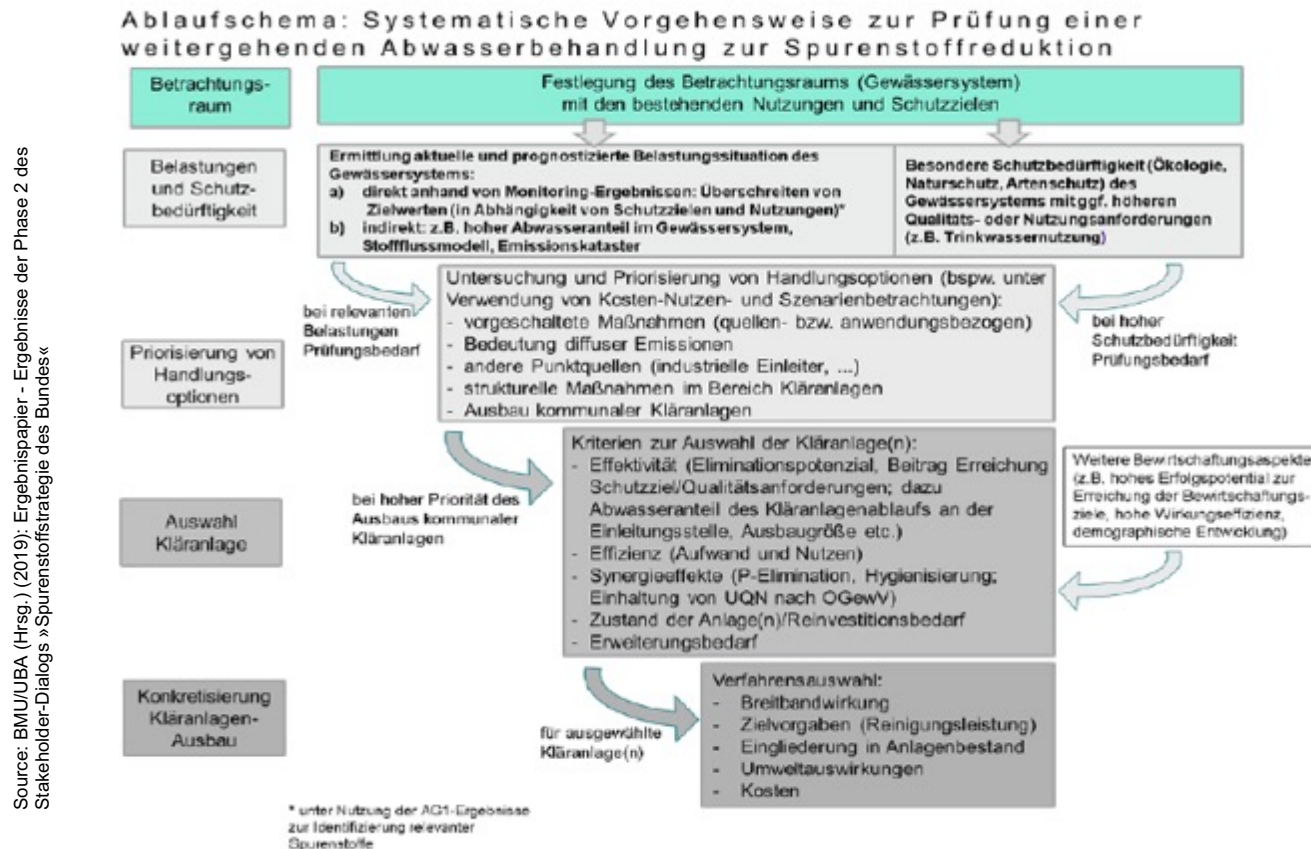 Ablaufschema: Systematische Vorgehensweise zur Prüfung einer
weitergehenden Abwasserbehandlung zur Spurenstoffreduktion
Betrachtungs-
raum
Festlegung des Betrachtungsraums (Gewässersystem)
mit den bestehenden Nutzungen und Schutzzielen
Belastungen
und Schutz-
bedürftigkeit
Ermittlung aktuelle und prognostizierte Belastungssituation des
Gewässersystems:
a) direkt anhand von Monitoring-Ergebnissen: Überschreiten von
Zielwerten (in Abhängigkeit von Schutzzielen und Nutzungen)*
b) indirekt: z.B. hoher Abwasseranteil im Gewässersystem,
Stoffflussmodell, Emissionskataster
Besondere Schutzbedürftigkeit (Ökologie,
Naturschutz, Artenschutz) des
Gewässersystems mit ggf. höheren
Qualitäts- oder Nutzungsanforderungen
(z.B. Trinkwassernutzung)
bei relevanten
Belastungen
Prüfungsbedarf
bei hoher
Schutzbedürftigkeit
Prüfungsbedarf
Priorisierung von
Handlungs-
optionen
Untersuchung und Priorisierung von Handlungsoptionen (bspw. unter
Verwendung von Kosten-Nutzen- und Szenarienbetrachtungen):
- vorgeschaltete Maßnahmen (quellen- bzw. anwendungsbezogen)
- Bedeutung diffuser Emissionen
- andere Punktquellen (industrielle Einleiter, ...)
- strukturelle Maßnahmen im Bereich Kläranlagen
- Ausbau kommunaler Kläranlagen
bei hoher Priorität des
Ausbaus kommunaler
Kläranlagen
Auswahl
Kläranlage
Kriterien zur Auswahl der Kläranlage(n):
- Effektivität (Eliminationspotenzial, Beitrag Erreichung
Schutzziel/Qualitätsanforderungen; dazu
Abwasseranteil des Kläranlagenablaufs an der
Einleitungsstelle, Ausbaugröße etc.)
- Effizienz (Aufwand und Nutzen)
- Synergieeffekte (P-Elimination, Hygienisierung;
Einhaltung von UQN nach OGewV)
- Zustand der Anlage(n)/Reinvestitionsbedarf
- Erweiterungsbedarf
Weitere Bewirtschaftungsaspekte
(z.B. hohes Erfolgspotential zur
Erreichung der Bewirtschaftungs-
ziele, hohe Wirkungseffizienz,
demographische Entwicklung)
Konkretisierung
Kläranlagen-
Ausbau
für ausgewählte
Kläranlage(n)
Verfahrensauswahl:
- Breitbandwirkung
- Zielvorgaben (Reinigungsleistung)
- Eingliederung in Anlagenbestand
- Umweltauswirkungen
- Kosten
* unter Nutzung der AG1-Ergebnisse
zur Identifizierung relevanter
Spurenstoffe
Source: BMU/UBA (Hrsg.) (2019): Ergebnispapier - Ergebnisse der Phase 2 des
Stakeholder-Dialogs »Spurenstoffstrategie des Bundes«